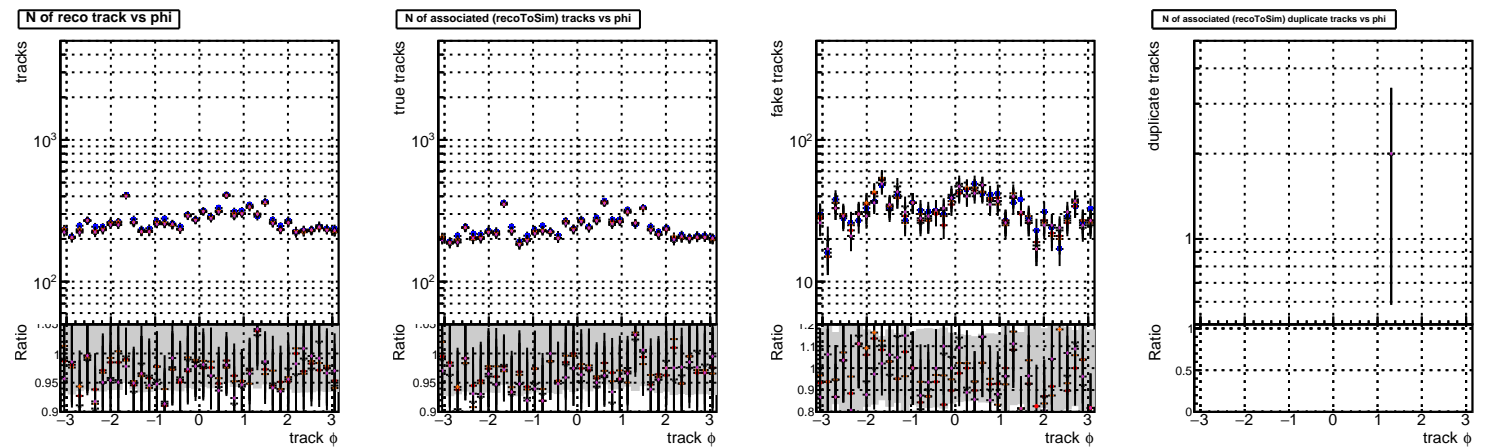 N of reco track vs phi
tracks
10³
10²
Ratio
1.05
1
0.95
0.9
−3 −2 −1 0 1 2 3
track ϕ
N of associated (recoToSim) tracks vs phi
true tracks
10³
10²
Ratio
1.05
1
0.95
0.9
−3 −2 −1 0 1 2 3
track ϕ
fake tracks
10²
10
Ratio
1.2
1.1
1
0.9
0.8
−3 −2 −1 0 1 2 3
track ϕ
N of associated (recoToSim) duplicate tracks vs phi
duplicate tracks
1
Ratio
1
0.5
0
−3 −2 −1 0 1 2 3
track ϕ